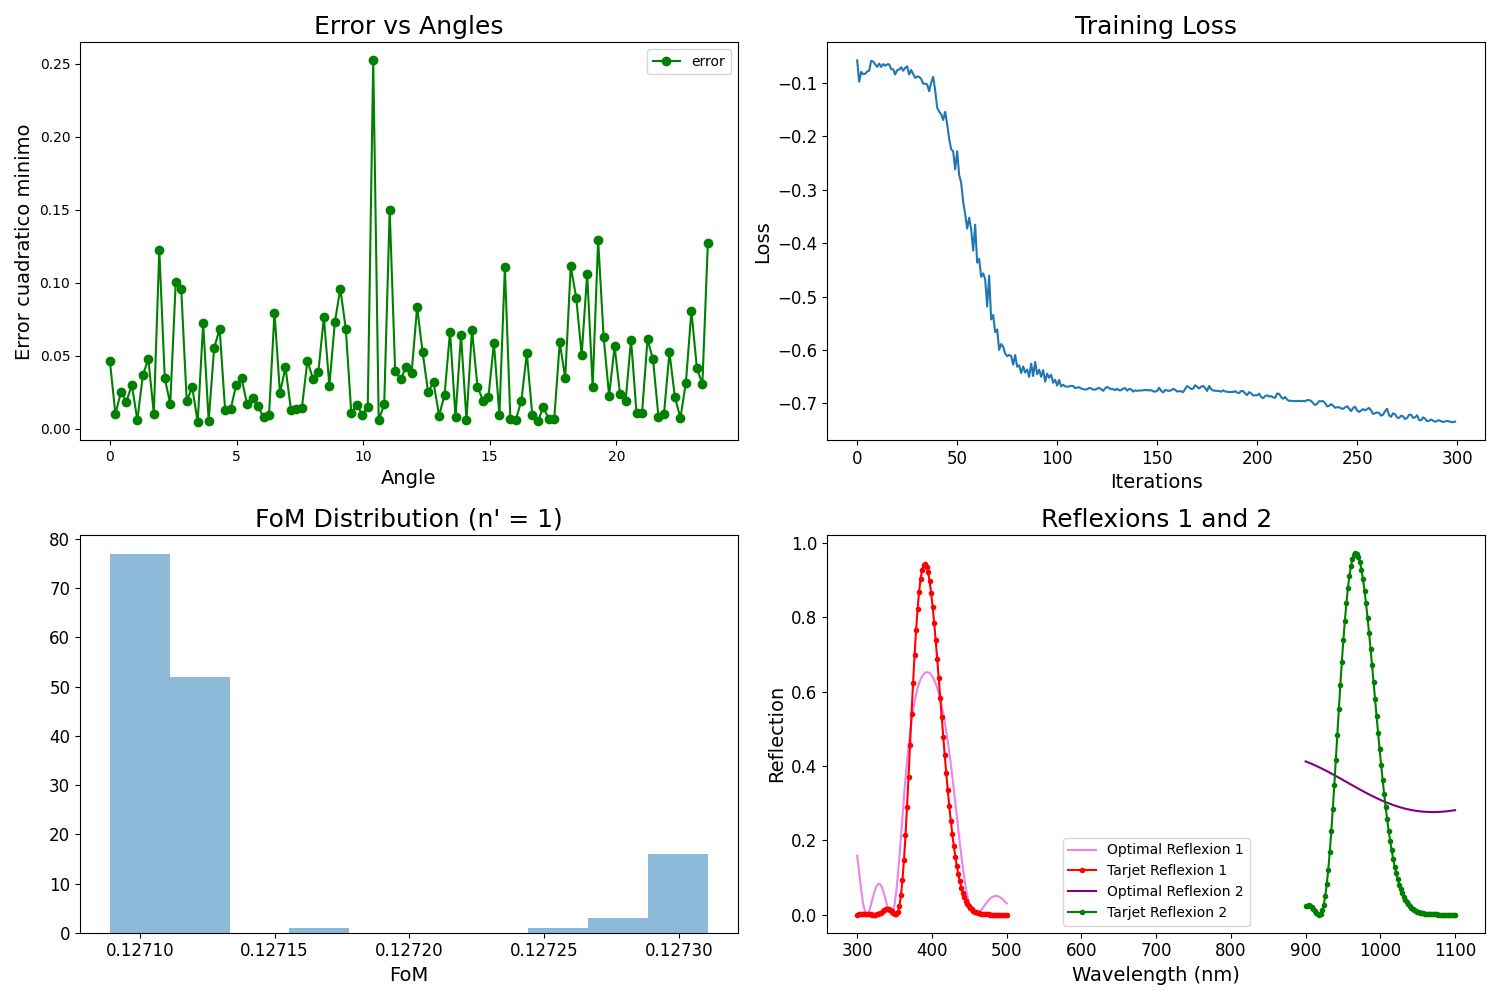 Error vs Angles
error
0.25
0.20
0.15
0.10
0.05
0.00
Error cuadratico minimo
0 5 10 15 20
Angle
Training Loss
−0.1
−0.2
−0.3
−0.4
−0.5
−0.6
−0.7
Loss
0 50 100 150 200 250 300
Iterations
FoM Distribution (n' = 1)
80
70
60
50
40
30
20
10
0
0.12710 0.12715 0.12720 0.12725 0.12730
FoM
Reflexions 1 and 2
1.0
0.8
0.6
0.4
0.2
0.0
Reflection
Optimal Reflexion 1
Tarjet Reflexion 1
Optimal Reflexion 2
Tarjet Reflexion 2
300 400 500 600 700 800 900 1000 1100
Wavelength (nm)